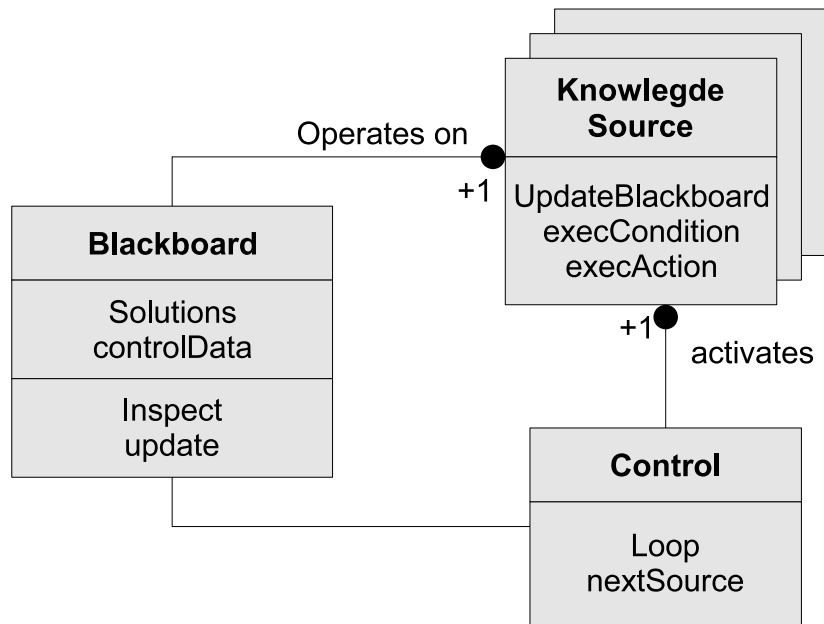 Knowlegde
Source
Operates on
+1
UpdateBlackboard
execCondition
execAction
Blackboard
Solutions
controlData
+1
activates
Inspect
update
Control
Loop
nextSource